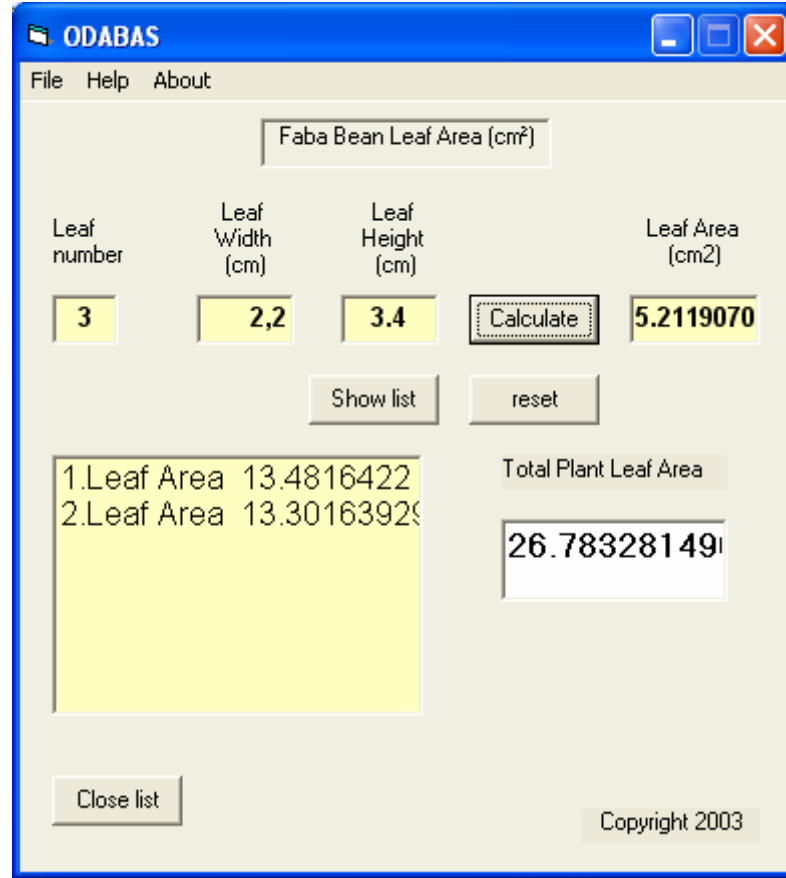 ODABAS
File Help About
Faba Bean Leaf Area (cm²)
Leaf
number
Leaf
Width
(cm)
Leaf
Height
(cm)
Leaf Area
(cm2)
3
2,2
3.4
Calculate
5.2119070
Show list
reset
1.Leaf Area 13.4816422
2.Leaf Area 13.30163929
Total Plant Leaf Area
26.78328149
Close list
Copyright 2003